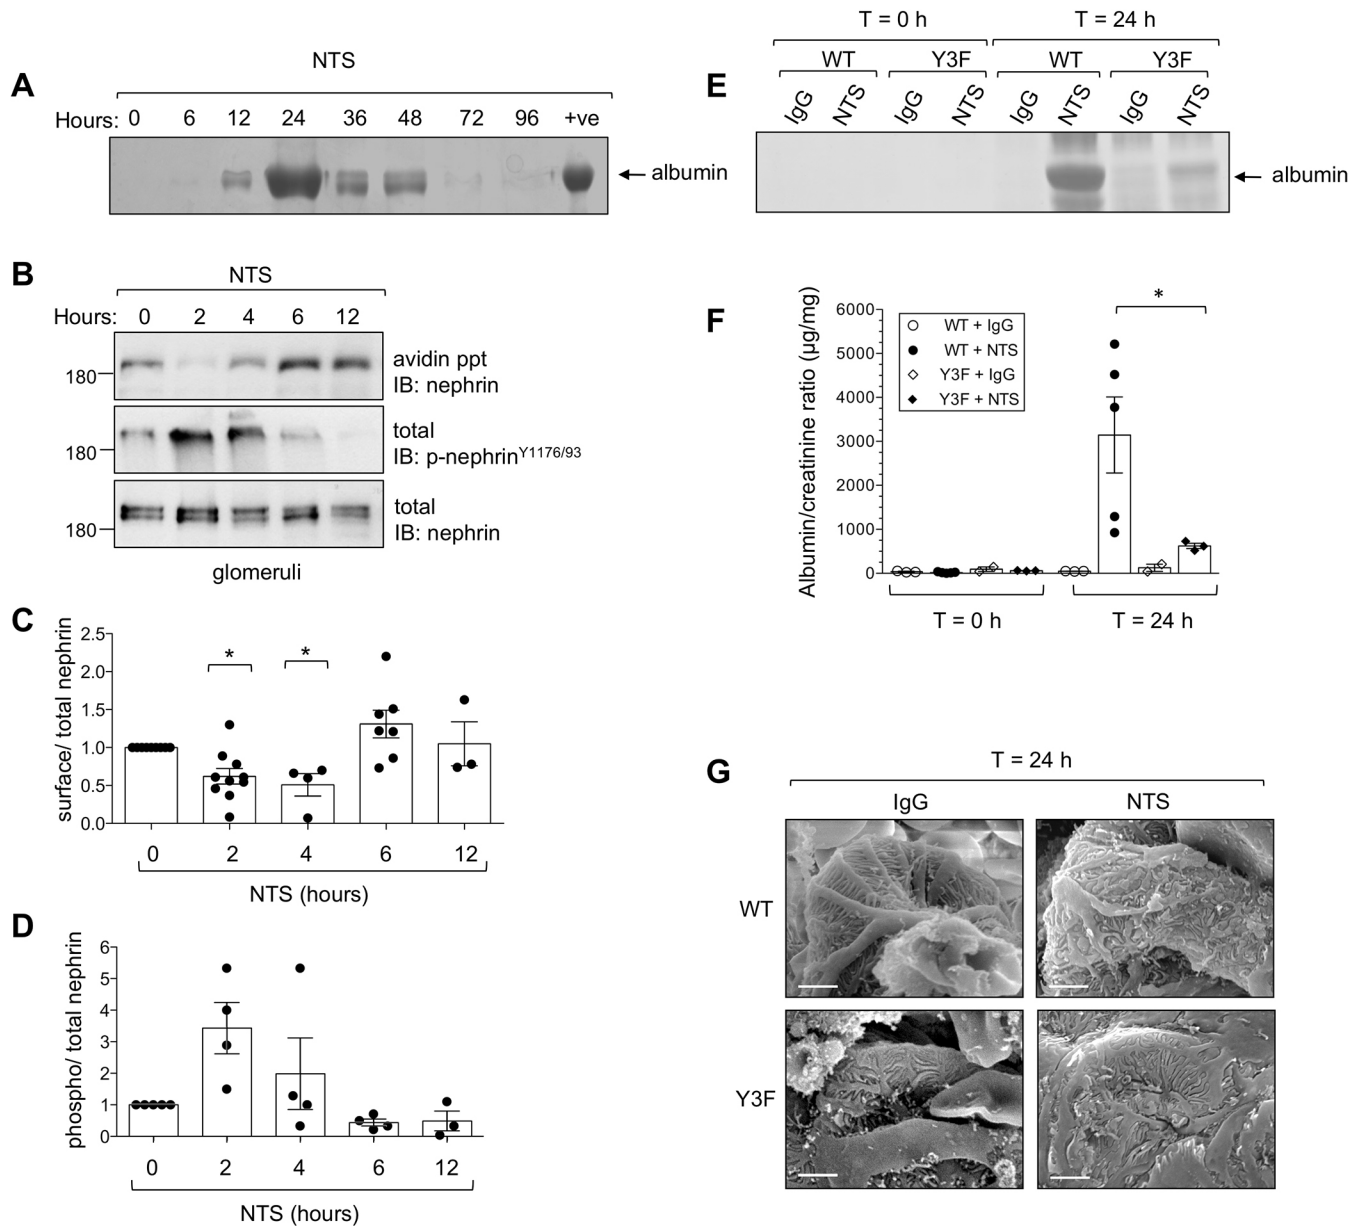 A
NTS
Hours: 0 6 12 24 36 48 72 96 +ve
albumin
B
NTS
Hours: 0 2 4 6 12
180
avidin ppt
IB: nephrin
180
total
IB: p-nephrinY1176/93
180
total
IB: nephrin
glomeruli
C
surface/ total nephrin
2.5
2.0
1.5
1.0
0.5
0.0
* *
0 2 4 6 12
NTS (hours)
D
phospho/ total nephrin
6
5
4
3
2
1
0
0 2 4 6 12
NTS (hours)
E
T = 0 h T = 24 h
WT Y3F WT Y3F
IgG NTS IgG NTS IgG NTS IgG NTS
albumin
F
Albumin/creatinine ratio (µg/mg)
6000
5000
4000
3000
2000
1000
0
WT + IgG
WT + NTS
Y3F + IgG
Y3F + NTS
*
T = 0 h T = 24 h
G
T = 24 h
IgG NTS
WT
Y3F